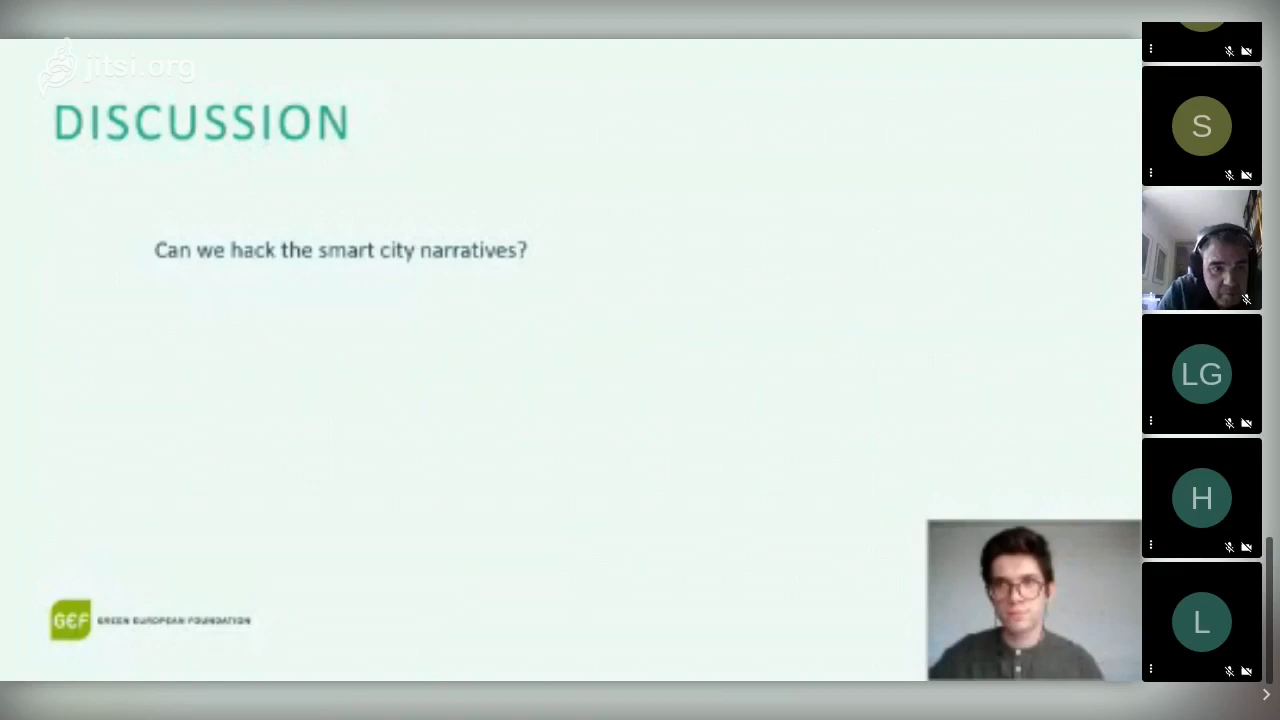 jitsi.org
DISCUSSION
Can we hack the smart city narratives?
GEF GREEN EUROPEAN FOUNDATION
S
LG
H
L